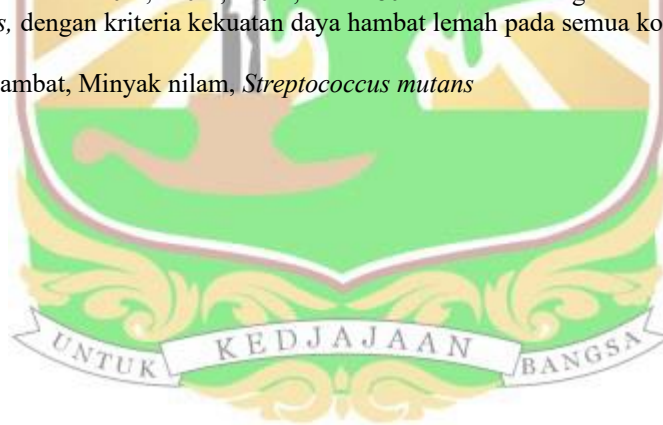 s, dengan kriteria kekuatan daya hambat lemah pada semua ko
ambat, Minyak nilam, Streptococcus mutans
UNTUK KEDJAJAAN BANGSA